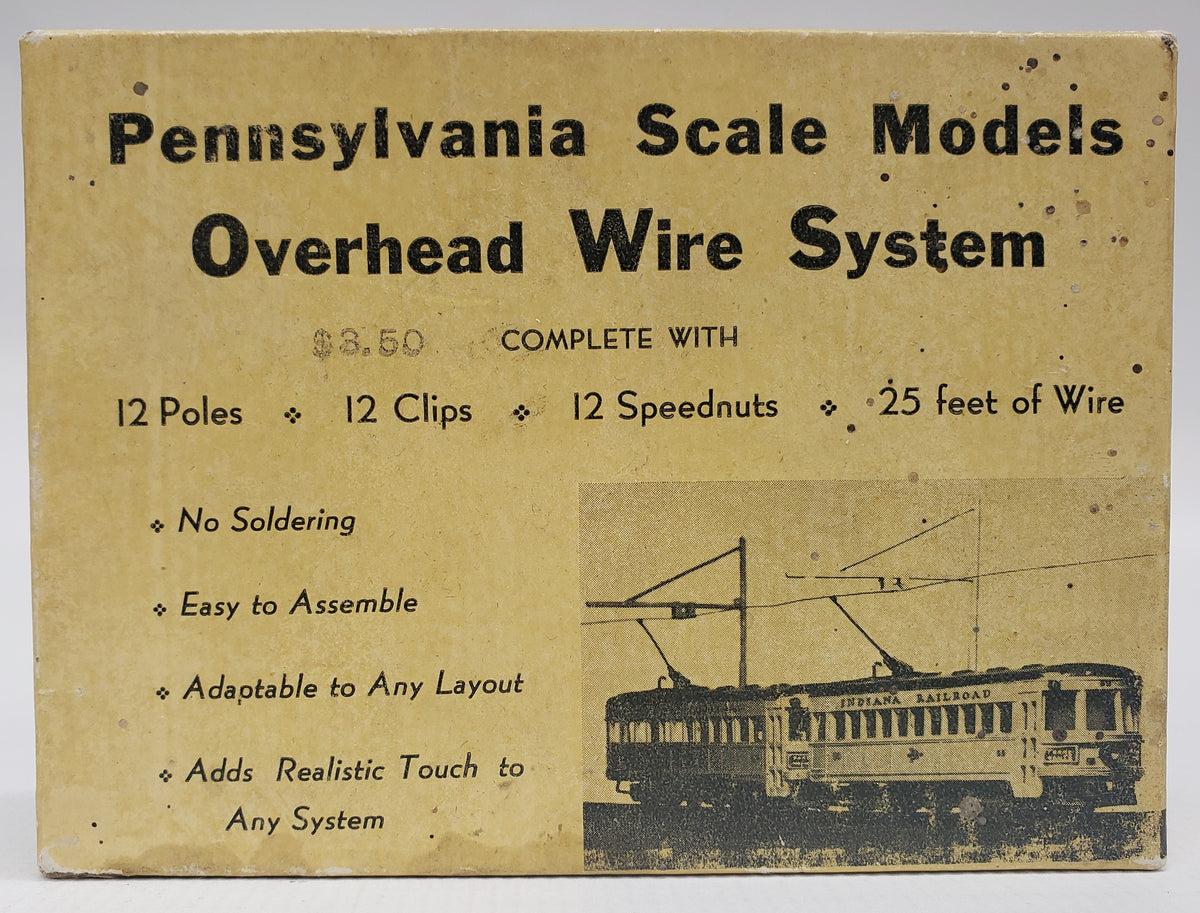 Pennsylvania Scale Models
Overhead Wire System
$3.50 COMPLETE WITH
12 Poles ❖ 12 Clips ❖ 12 Speednuts ❖ 25 feet of Wire
❖ No Soldering
❖ Easy to Assemble
❖ Adaptable to Any Layout
❖ Adds Realistic Touch to
Any System
INDIANA RAILROAD